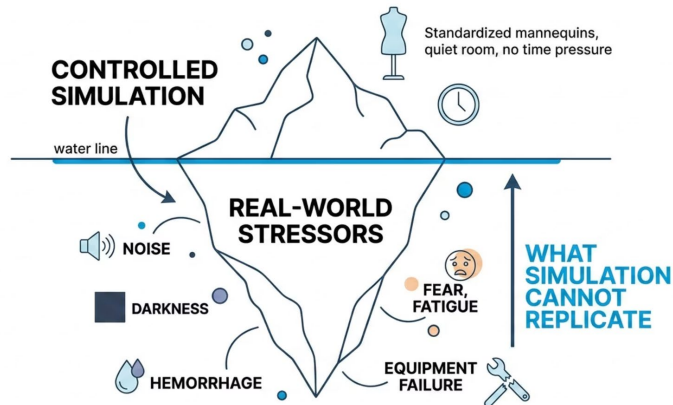 Standardized mannequins,
quiet room, no time pressure
CONTROLLED
SIMULATION
water line
REAL-WORLD
STRESSORS
NOISE
DARKNESS
HEMORRHAGE
FEAR,
FATIGUE
EQUIPMENT
FAILURE
WHAT
SIMULATION
CANNOT
REPLICATE